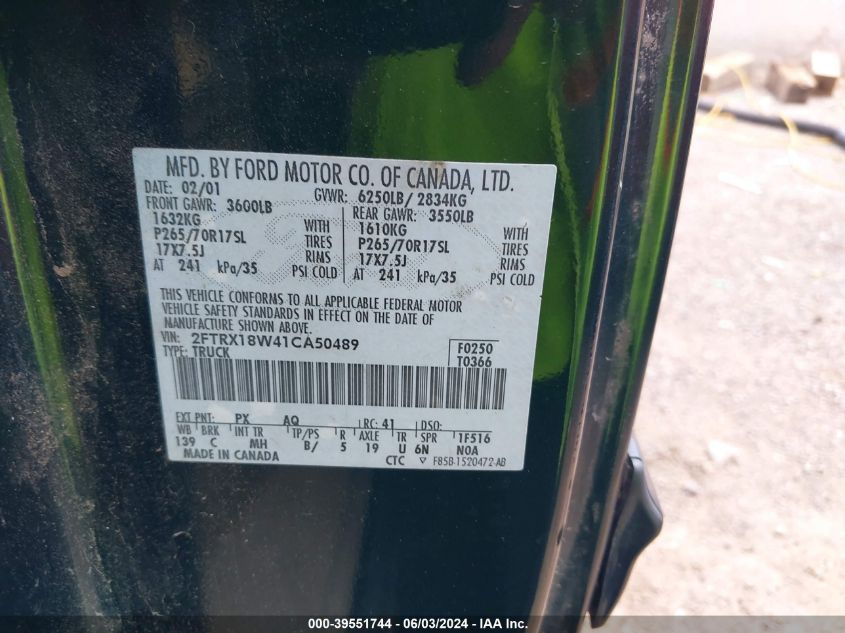 MFD. BY FORD MOTOR CO. OF CANADA, LTD.
DATE: 02/01 GVWR: 6250LB/ 2834KG
FRONT GAWR: 3600LB REAR GAWR: 3550LB
1632KG WITH 1610KG WITH
P265/70R17SL TIRES P265/70R17SL TIRES
17X7.5J RIMS 17X7.5J RIMS
AT 241 kPa/35 PSI COLD AT 241 kPa/35 PSI COLD
THIS VEHICLE CONFORMS TO ALL APPLICABLE FEDERAL MOTOR
VEHICLE SAFETY STANDARDS IN EFFECT ON THE DATE OF
MANUFACTURE SHOWN ABOVE.
VIN: 2FTRX18W41CA50489 F0250
TYPE: TRUCK T0366
EXT PNT: PX AQ RC: 41 DSO:
WB BRK INT TR TP/PS R AXLE TR SPR 1F516
139 C MH B/ 5 19 U 6N NOA
MADE IN CANADA CTC ▽ F85B-1520472-AB
000-39551744 - 06/03/2024 - IAA Inc.